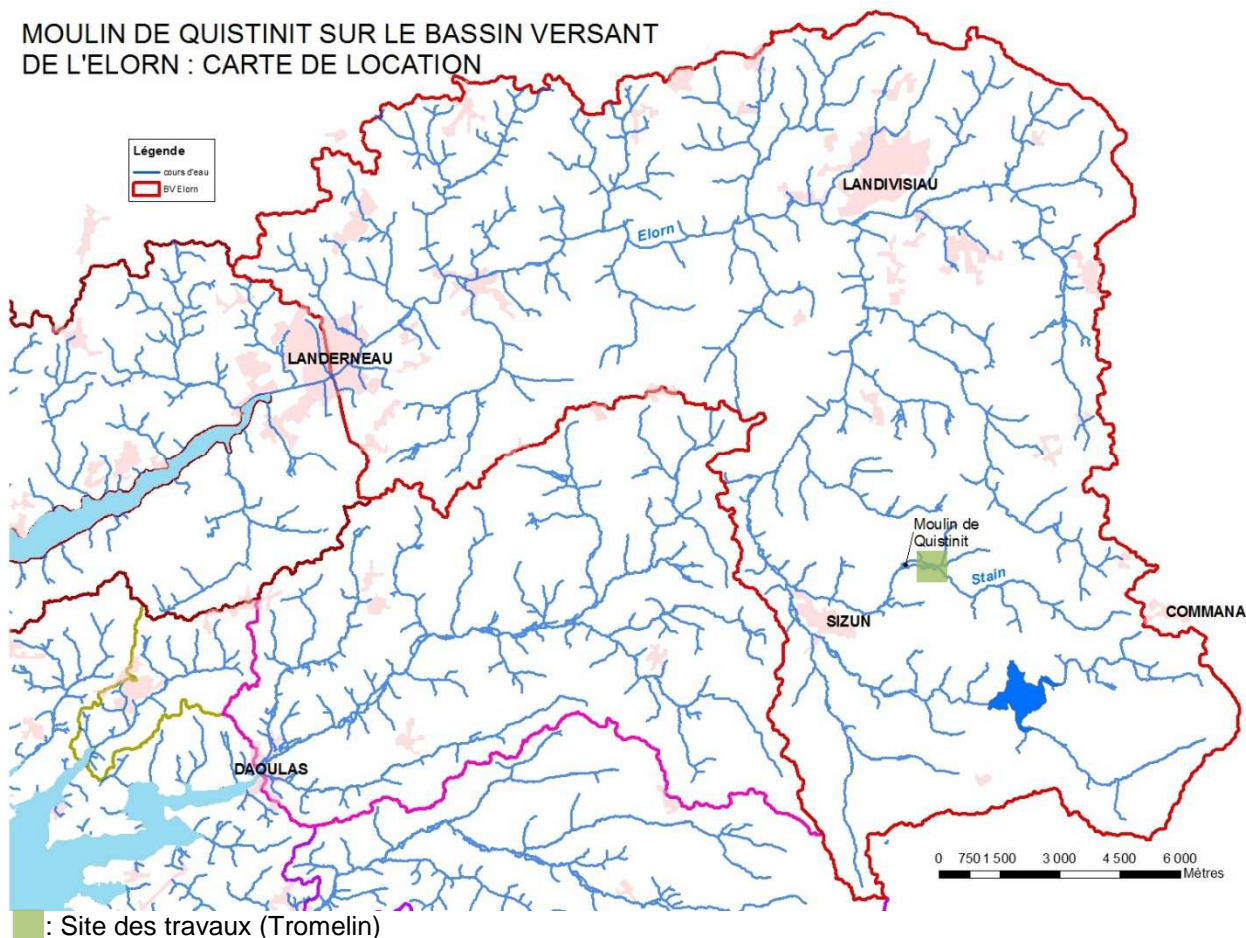 MOULIN DE QUISTINIT SUR LE BASSIN VERSANT
DE L'ELORN : CARTE DE LOCATION
Légende
cours d'eau
BV Elorn
LANDIVISIAU
Elorn
LANDERNEAU
Moulin de
Quistinit
Stain
SIZUN
COMMANA
DAOULAS
0 750 1 500 3 000 4 500 6 000
Mètres
: Site des travaux (Tromelin)